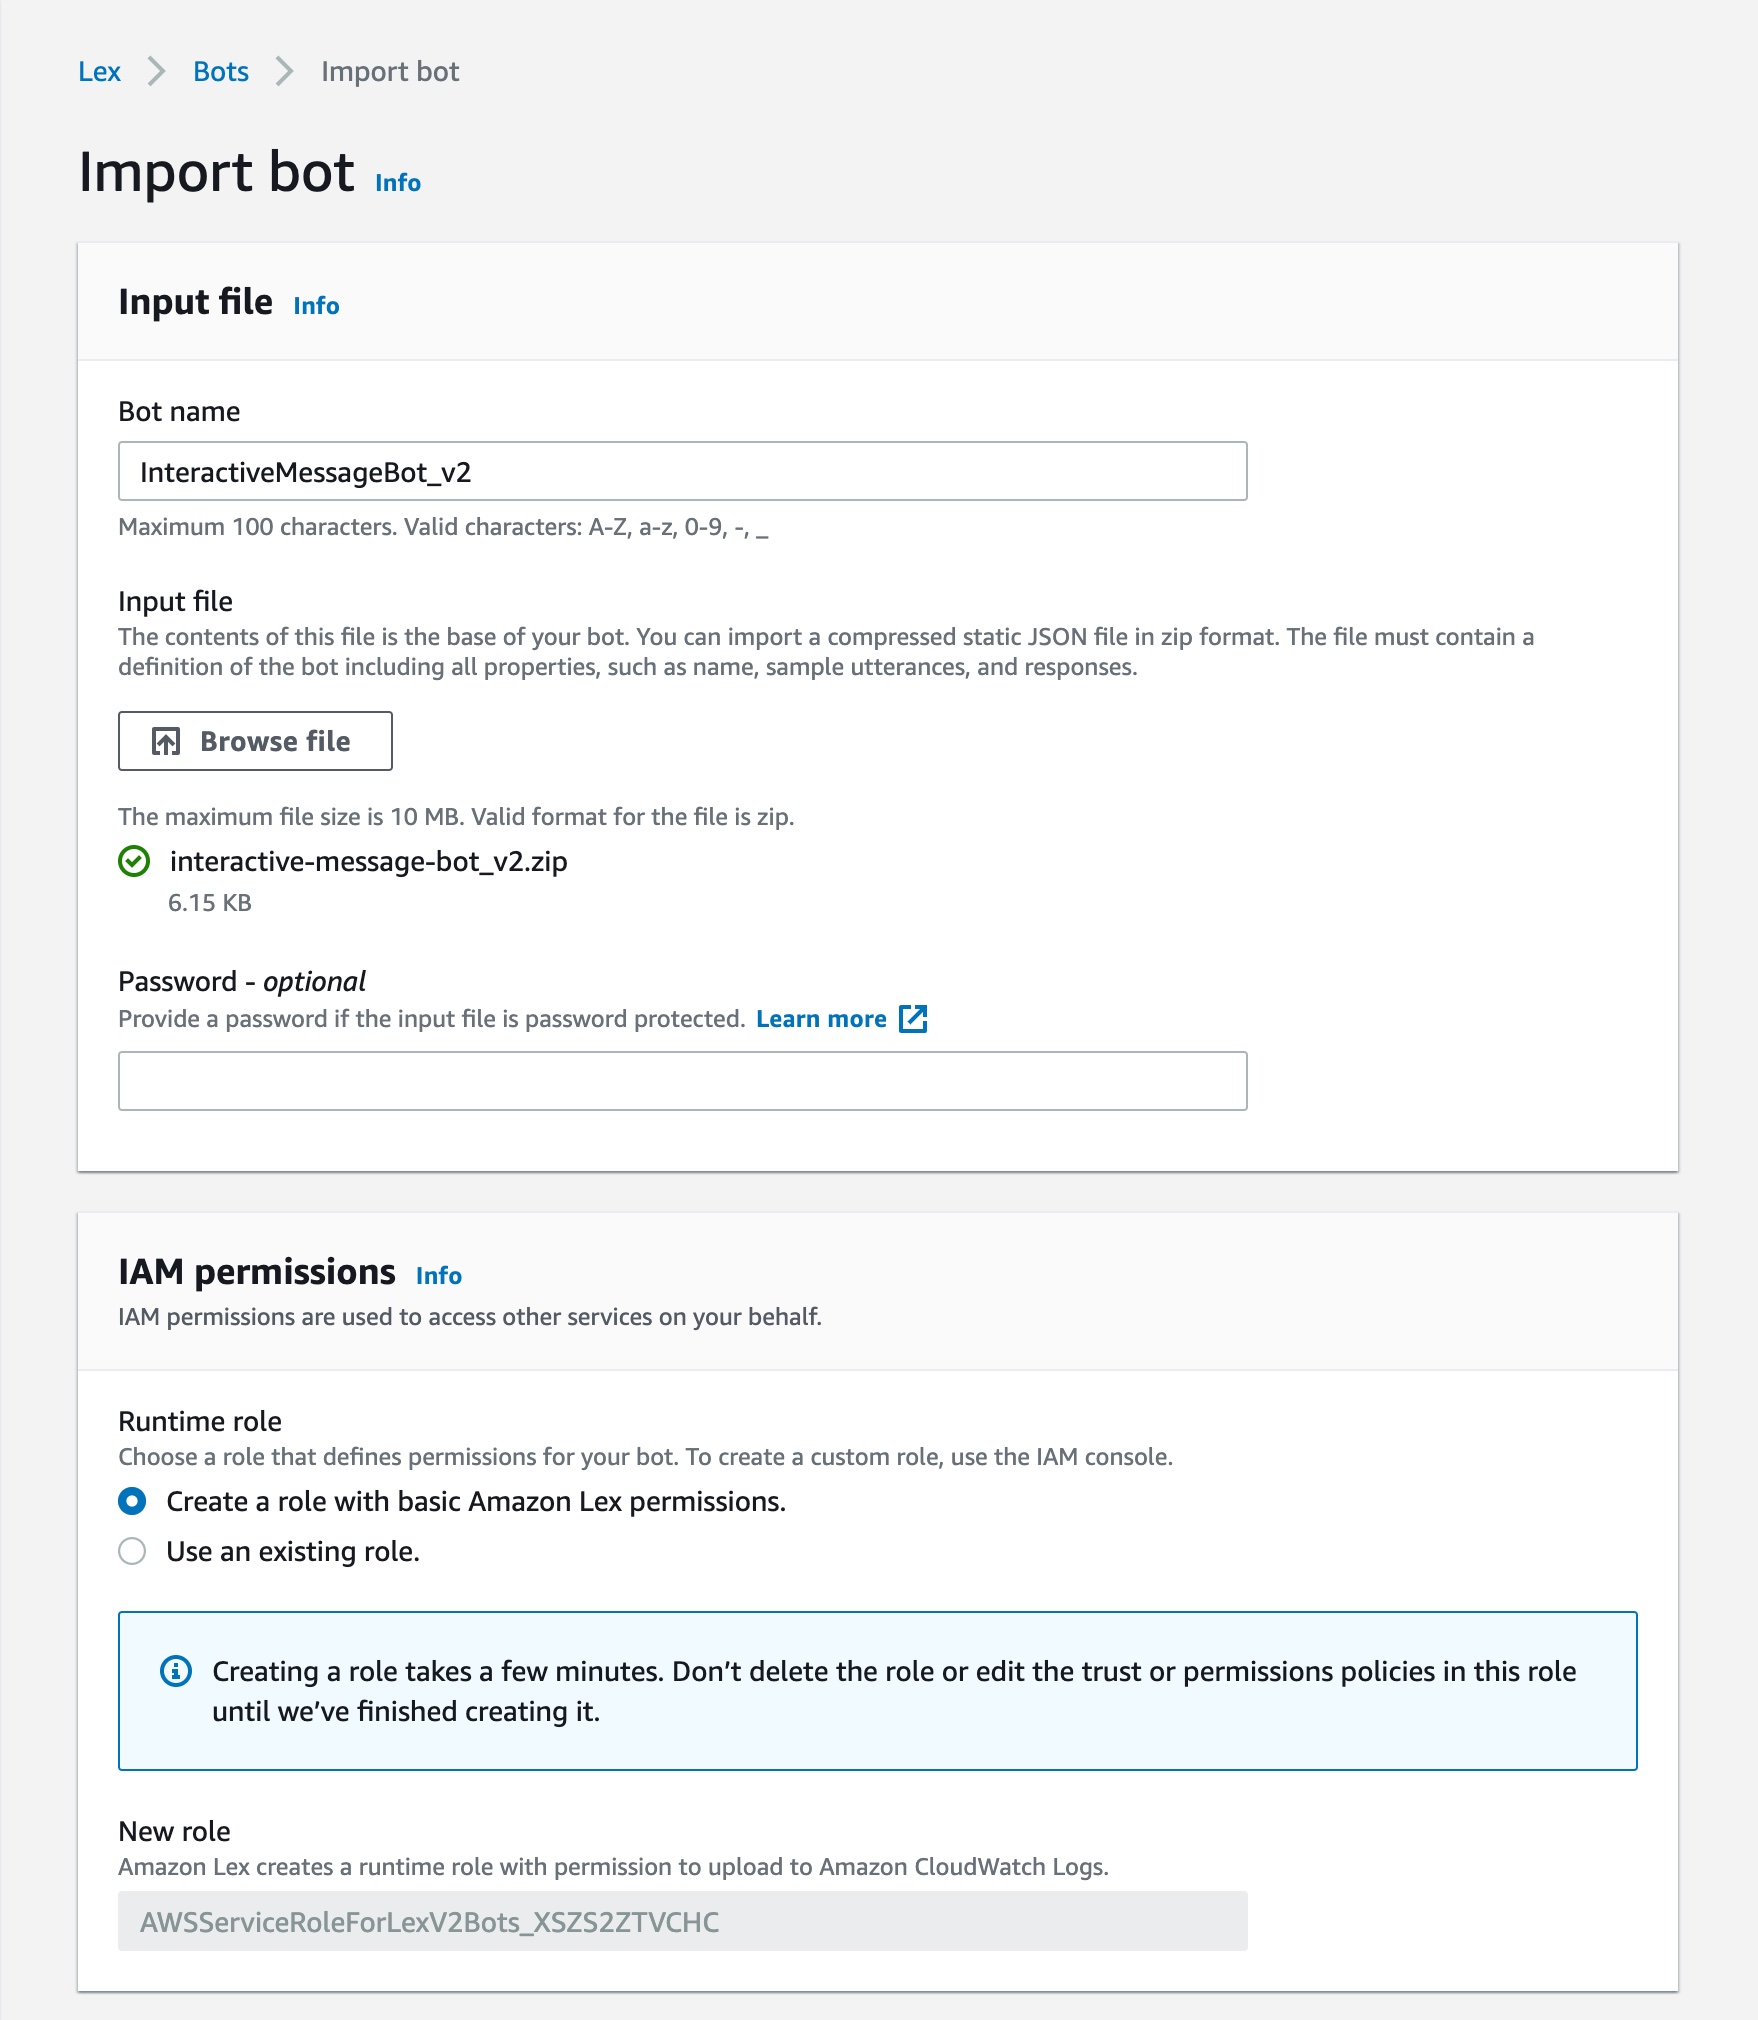 Lex Bots Import bot
Import bot Info
Input file Info
Bot name
InteractiveMessageBot_v2
Maximum 100 characters. Valid characters: A-Z, a-z, 0-9, -, _
Input file
The contents of this file is the base of your bot. You can import a compressed static JSON file in zip format. The file must contain a
definition of the bot including all properties, such as name, sample utterances, and responses.
Browse file
The maximum file size is 10 MB. Valid format for the file is zip.
interactive-message-bot_v2.zip
6.15 KB
Password - optional
Provide a password if the input file is password protected. Learn more
IAM permissions Info
IAM permissions are used to access other services on your behalf.
Runtime role
Choose a role that defines permissions for your bot. To create a custom role, use the IAM console.
Create a role with basic Amazon Lex permissions.
Use an existing role.
Creating a role takes a few minutes. Don’t delete the role or edit the trust or permissions policies in this role
until we’ve finished creating it.
New role
Amazon Lex creates a runtime role with permission to upload to Amazon CloudWatch Logs.
AWSServiceRoleForLexV2Bots_XSZS2ZTVCHC